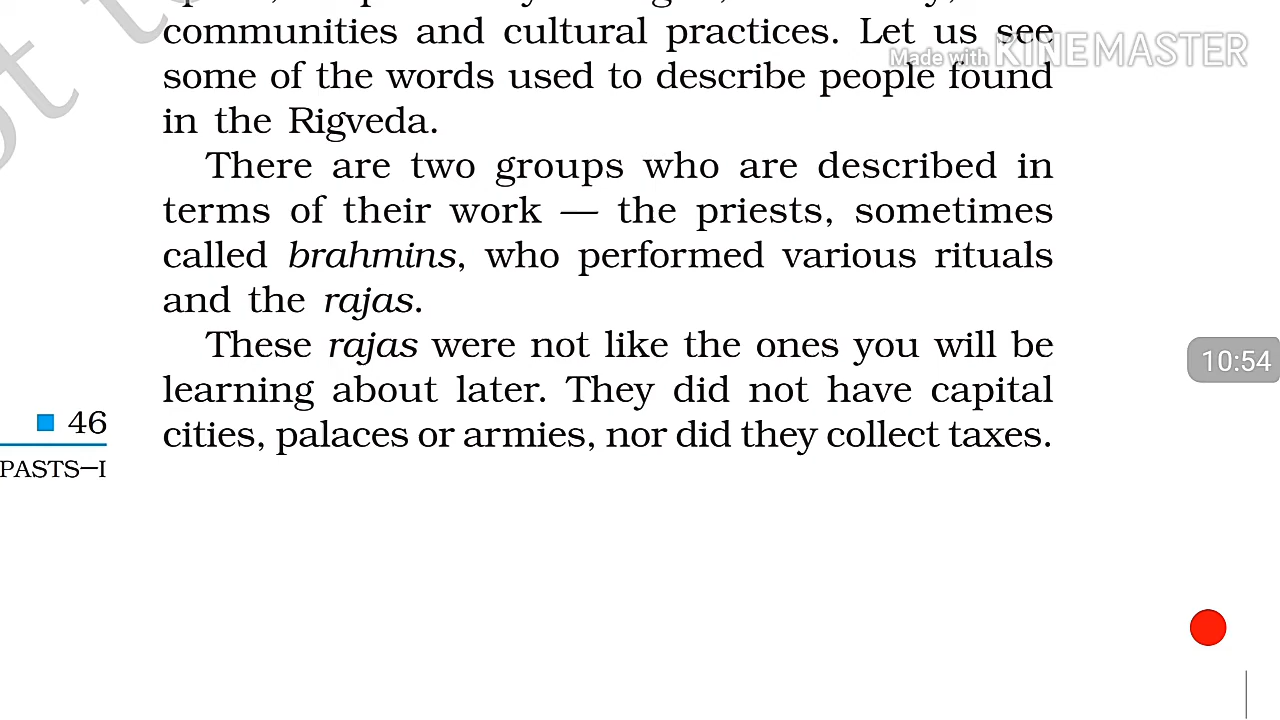 communities and cultural practices. Let us see
Made with KINEMASTER
some of the words used to describe people found
in the Rigveda.
There are two groups who are described in
terms of their work — the priests, sometimes
called brahmins, who performed various rituals
and the rajas.
These rajas were not like the ones you will be
10:54
learning about later. They did not have capital
46
cities, palaces or armies, nor did they collect taxes.
PASTS—I